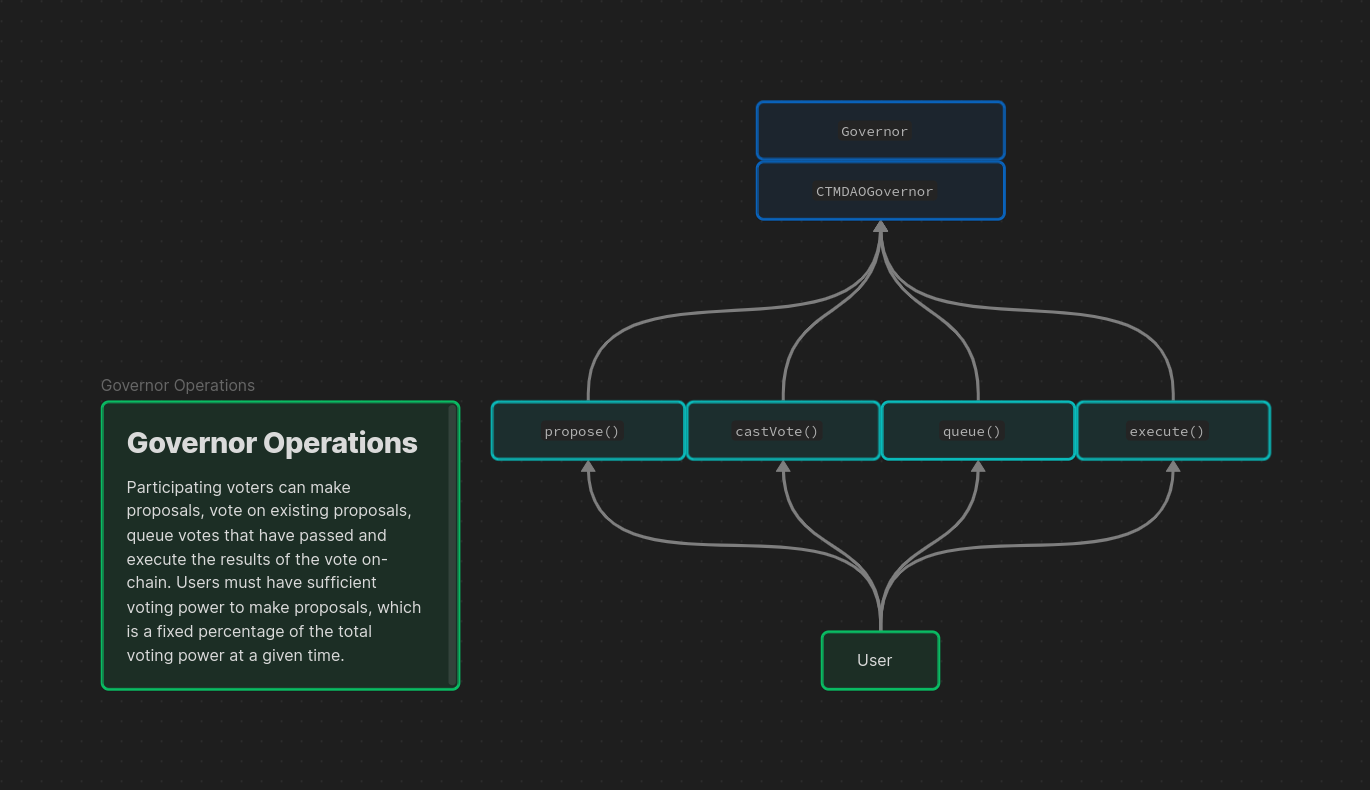 Governor
CTMDAOGovernor
Governor Operations
Governor Operations
Participating voters can make
proposals, vote on existing proposals,
queue votes that have passed and
execute the results of the vote on-
chain. Users must have sufficient
voting power to make proposals, which
is a fixed percentage of the total
voting power at a given time.
propose()
castVote()
queue()
execute()
User